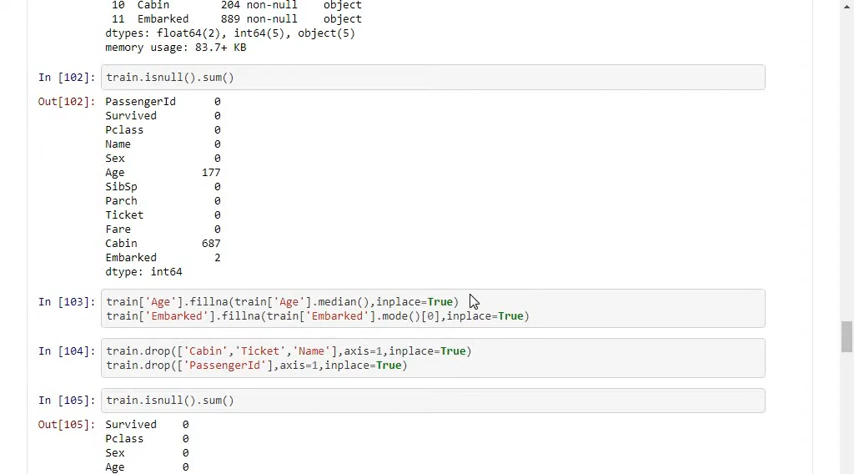 10 Cabin 204 non-null object
11 Embarked 889 non-null object
dtypes: float64(2), int64(5), object(5)
memory usage: 83.7+ KB
In [102]: train.isnull().sum()
Out[102]: PassengerId 0
Survived 0
Pclass 0
Name 0
Sex 0
Age 177
SibSp 0
Parch 0
Ticket 0
Fare 0
Cabin 687
Embarked 2
dtype: int64
In [103]: train['Age'].fillna(train['Age'].median(),inplace=True)
train['Embarked'].fillna(train['Embarked'].mode()[0],inplace=True)
In [104]: train.drop(['Cabin','Ticket','Name'],axis=1,inplace=True)
train.drop(['PassengerId'],axis=1,inplace=True)
In [105]: train.isnull().sum()
Out[105]: Survived 0
Pclass 0
Sex 0
Age 0